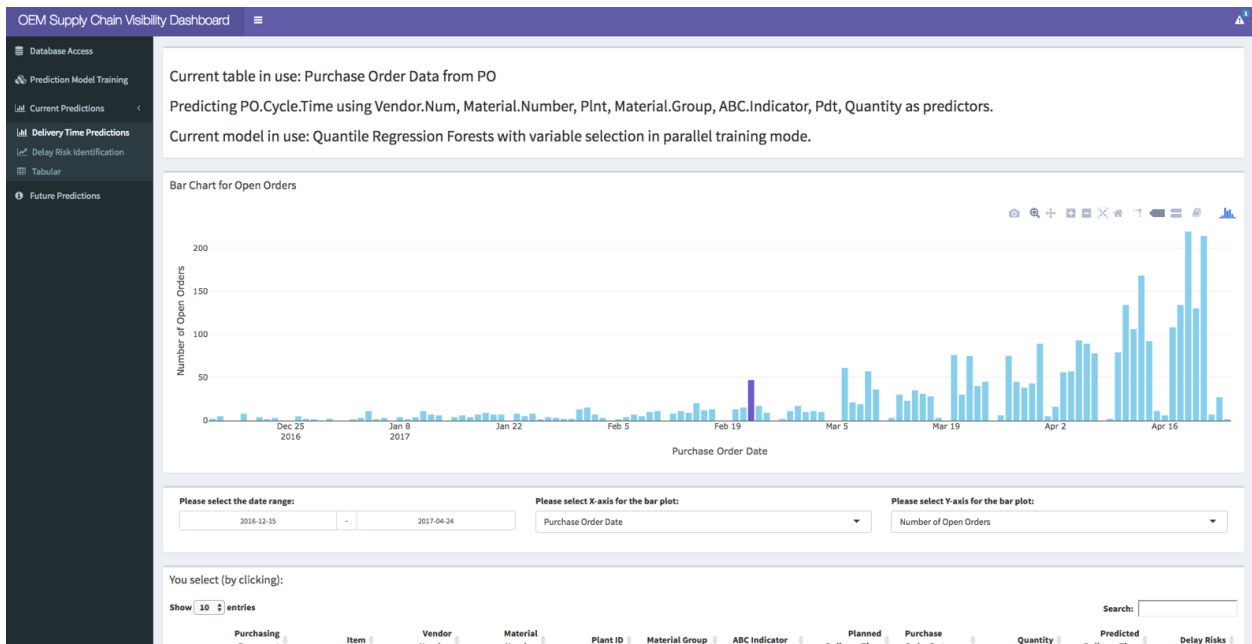 OEM Supply Chain Visibility Dashboard
1
Database Access
Prediction Model Training
Current Predictions
Delivery Time Predictions
Delay Risk Identification
Tabular
Future Predictions
Current table in use: Purchase Order Data from PO
Predicting PO.Cycle.Time using Vendor.Num, Material.Number, Plnt, Material.Group, ABC.Indicator, Pdt, Quantity as predictors.
Current model in use: Quantile Regression Forests with variable selection in parallel training mode.
Bar Chart for Open Orders
Number of Open Orders
200
150
100
50
0
Dec 25 Jan 8 Jan 22 Feb 5 Feb 19 Mar 5 Mar 19 Apr 2 Apr 16
2016 2017
Purchase Order Date
Please select the date range: Please select X-axis for the bar plot: Please select Y-axis for the bar plot:
2016-12-15 - 2017-04-24 Purchase Order Date Number of Open Orders
You select (by clicking):
Show 10 entries Search:
Purchasing Item Vendor Material Plant ID Material Group ABC Indicator Planned Purchase Quantity Predicted Delay Risks